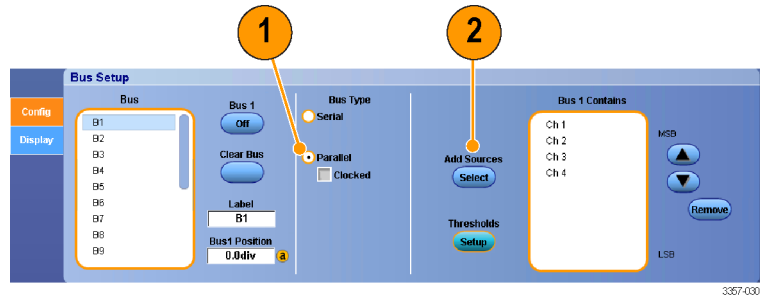 1
2
Bus Setup
Config
Display
Bus
B1
B2
B3
B4
B5
B6
B7
B8
B9
Bus 1
Off
Clear Bus
Label
B1
Bus1 Position
0.0div
a
Bus Type
Serial
Parallel
Clocked
Add Sources
Select
Thresholds
Setup
Bus 1 Contains
Ch 1
Ch 2
Ch 3
Ch 4
MSB
Remove
LSB
3357-030